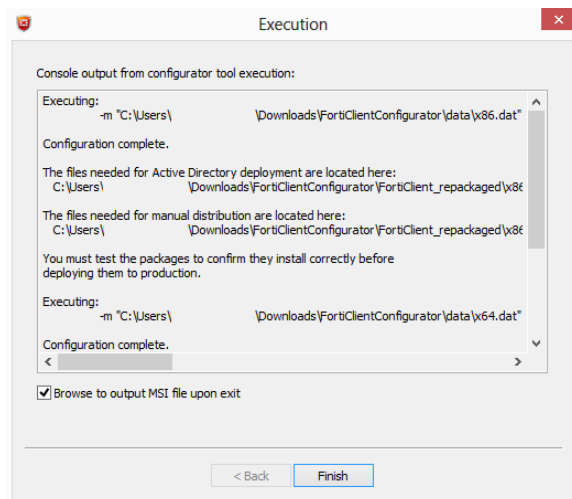 Execution
Console output from configurator tool execution:
Executing:
-m "C:\Users\ \Downloads\FortiClientConfigurator\data\x86.dat"
Configuration complete.
The files needed for Active Directory deployment are located here:
C:\Users\ \Downloads\FortiClientConfigurator\FortiClient_repackaged\x86
The files needed for manual distribution are located here:
C:\Users\ \Downloads\FortiClientConfigurator\FortiClient_repackaged\x86
You must test the packages to confirm they install correctly before
deploying them to production.
Executing:
-m "C:\Users\ \Downloads\FortiClientConfigurator\data\x64.dat"
Configuration complete.
Browse to output MSI file upon exit
< Back Finish